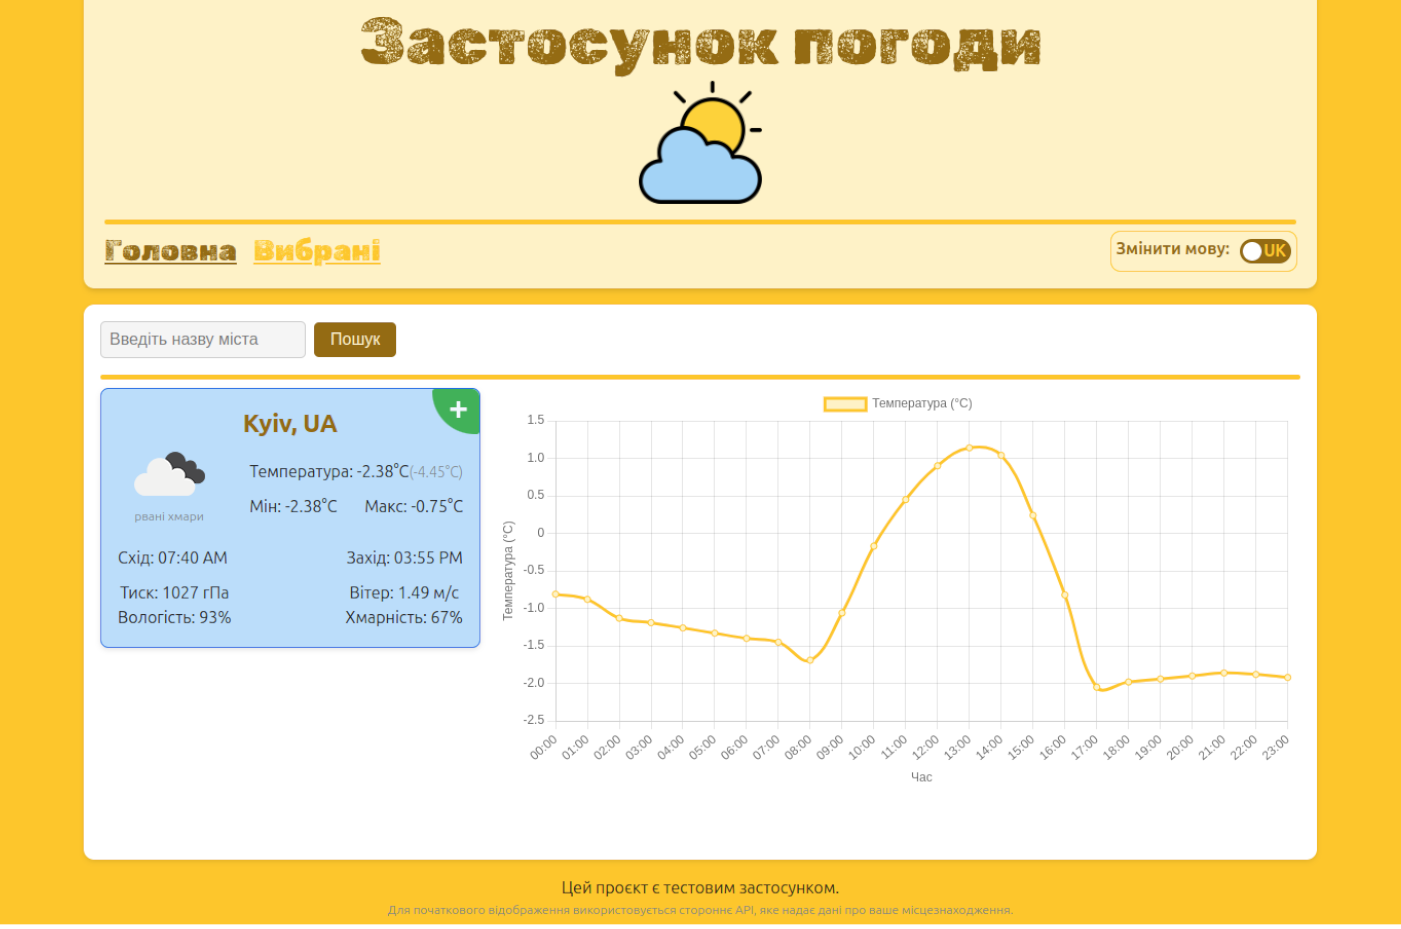 Застосунок погоди
Головна Вибрані
Змінити мову: UK
Введіть назву міста Пошук
Kyiv, UA
+
рвані хмари
Температура: -2.38°C(-4.45°C)
Мін: -2.38°C Макс: -0.75°C
Схід: 07:40 AM Захід: 03:55 PM
Тиск: 1027 гПа Вітер: 1.49 м/с
Вологість: 93% Хмарність: 67%
Температура (°C)
1.5
1.0
0.5
0
-0.5
-1.0
-1.5
-2.0
-2.5
Температура (°C)
00:00 01:00 02:00 03:00 04:00 05:00 06:00 07:00 08:00 09:00 10:00 11:00 12:00 13:00 14:00 15:00 16:00 17:00 18:00 19:00 20:00 21:00 22:00 23:00
Час
Цей проєкт є тестовим застосунком.
Для початкового відображення використовується стороннє API, яке надає дані про ваше місцезнаходження.